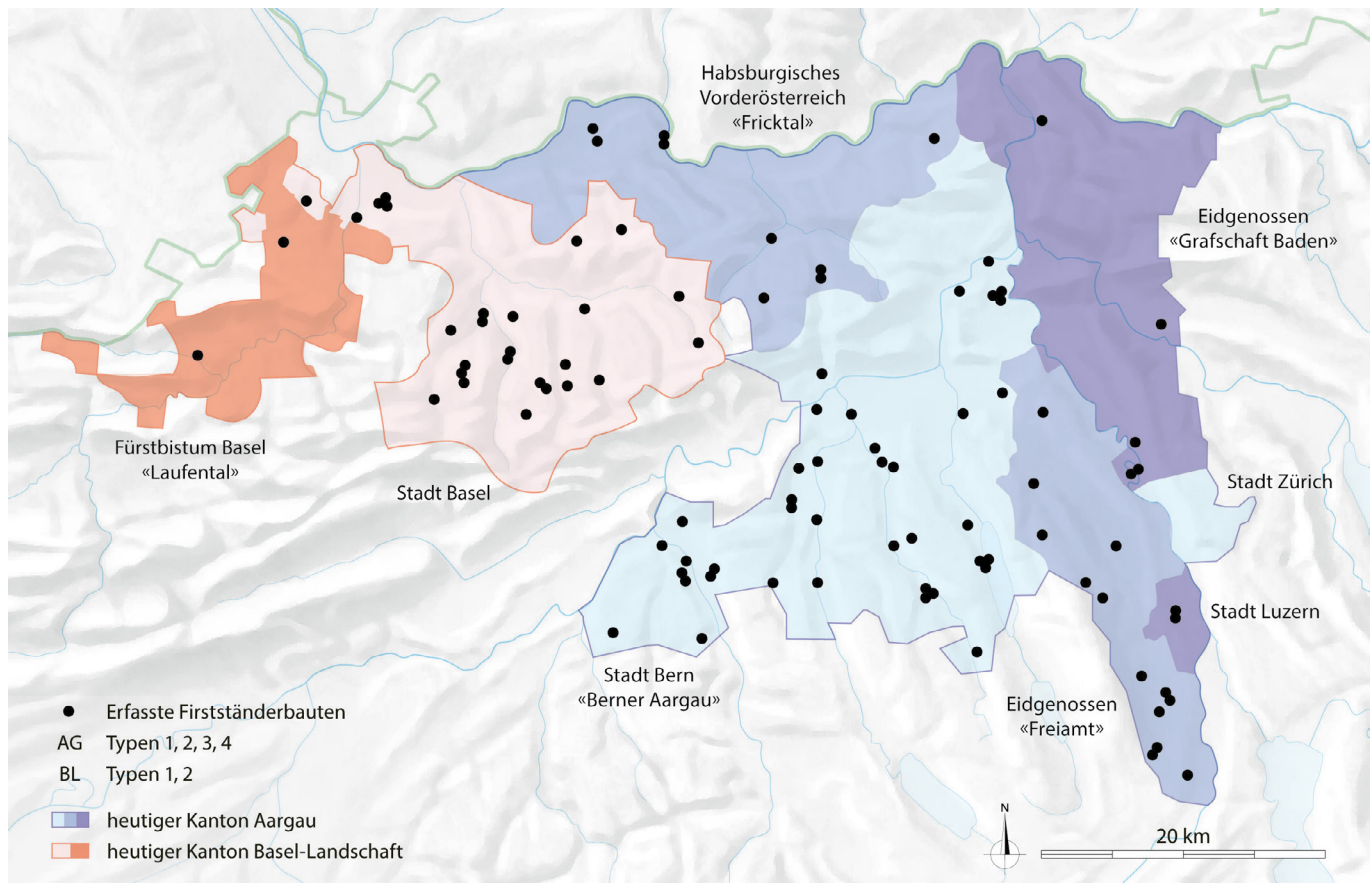 Habsburgisches
Vorderösterreich
«Fricktal»
Eidgenossen
«Grafschaft Baden»
Fürstbistum Basel
«Laufental»
Stadt Basel
Stadt Zürich
Stadt Luzern
Stadt Bern
«Berner Aargau»
Eidgenossen
«Freiamt»
Erfasste Firstständerbauten
AG Typen 1, 2, 3, 4
BL Typen 1, 2
heutiger Kanton Aargau
heutiger Kanton Basel-Landschaft
N
20 km